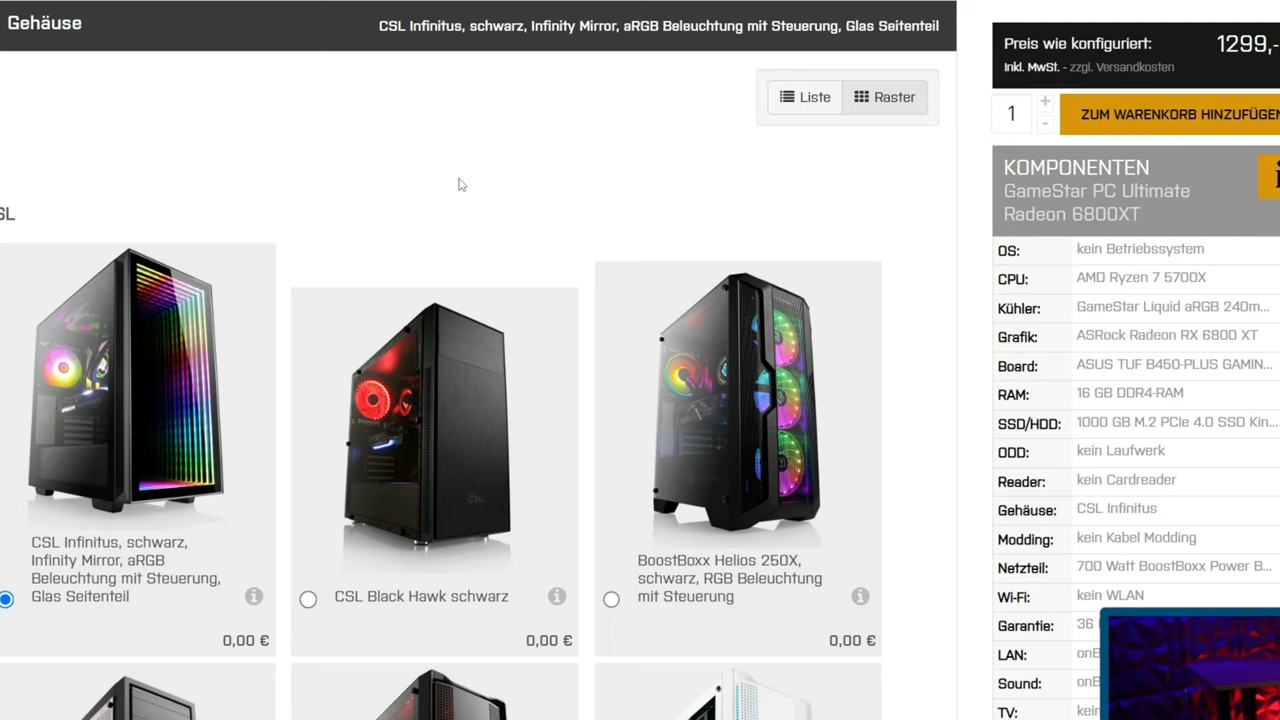 Gehäuse
CSL Infinitus, schwarz, Infinity Mirror, aRGB Beleuchtung mit Steuerung, Glas Seitenteil
Liste
Raster
SL
CSL Infinitus, schwarz,
Infinity Mirror, aRGB
Beleuchtung mit Steuerung,
Glas Seitenteil
0,00 €
CSL Black Hawk schwarz
0,00 €
BoostBoxx Helios 250X,
schwarz, RGB Beleuchtung
mit Steuerung
0,00 €
Preis wie konfiguriert: 1299,-
Inkl. MwSt. - zzgl. Versandkosten
1 + -
ZUM WARENKORB HINZUFÜGEN
KOMPONENTEN
GameStar PC Ultimate
Radeon 6800XT
OS: kein Betriebssystem
CPU: AMD Ryzen 7 5700X
Kühler: GameStar Liquid aRGB 240m...
Grafik: ASRock Radeon RX 6800 XT
Board: ASUS TUF B450-PLUS GAMIN...
RAM: 16 GB DDR4-RAM
SSD/HDD: 1000 GB M.2 PCIe 4.0 SSD Kin...
ODD: kein Laufwerk
Reader: kein Cardreader
Gehäuse: CSL Infinitus
Modding: kein Kabel Modding
Netzteil: 700 Watt BoostBoxx Power B...
Wi-Fi: kein WLAN
Garantie: 36
LAN: onB
Sound: onB
TV: kein